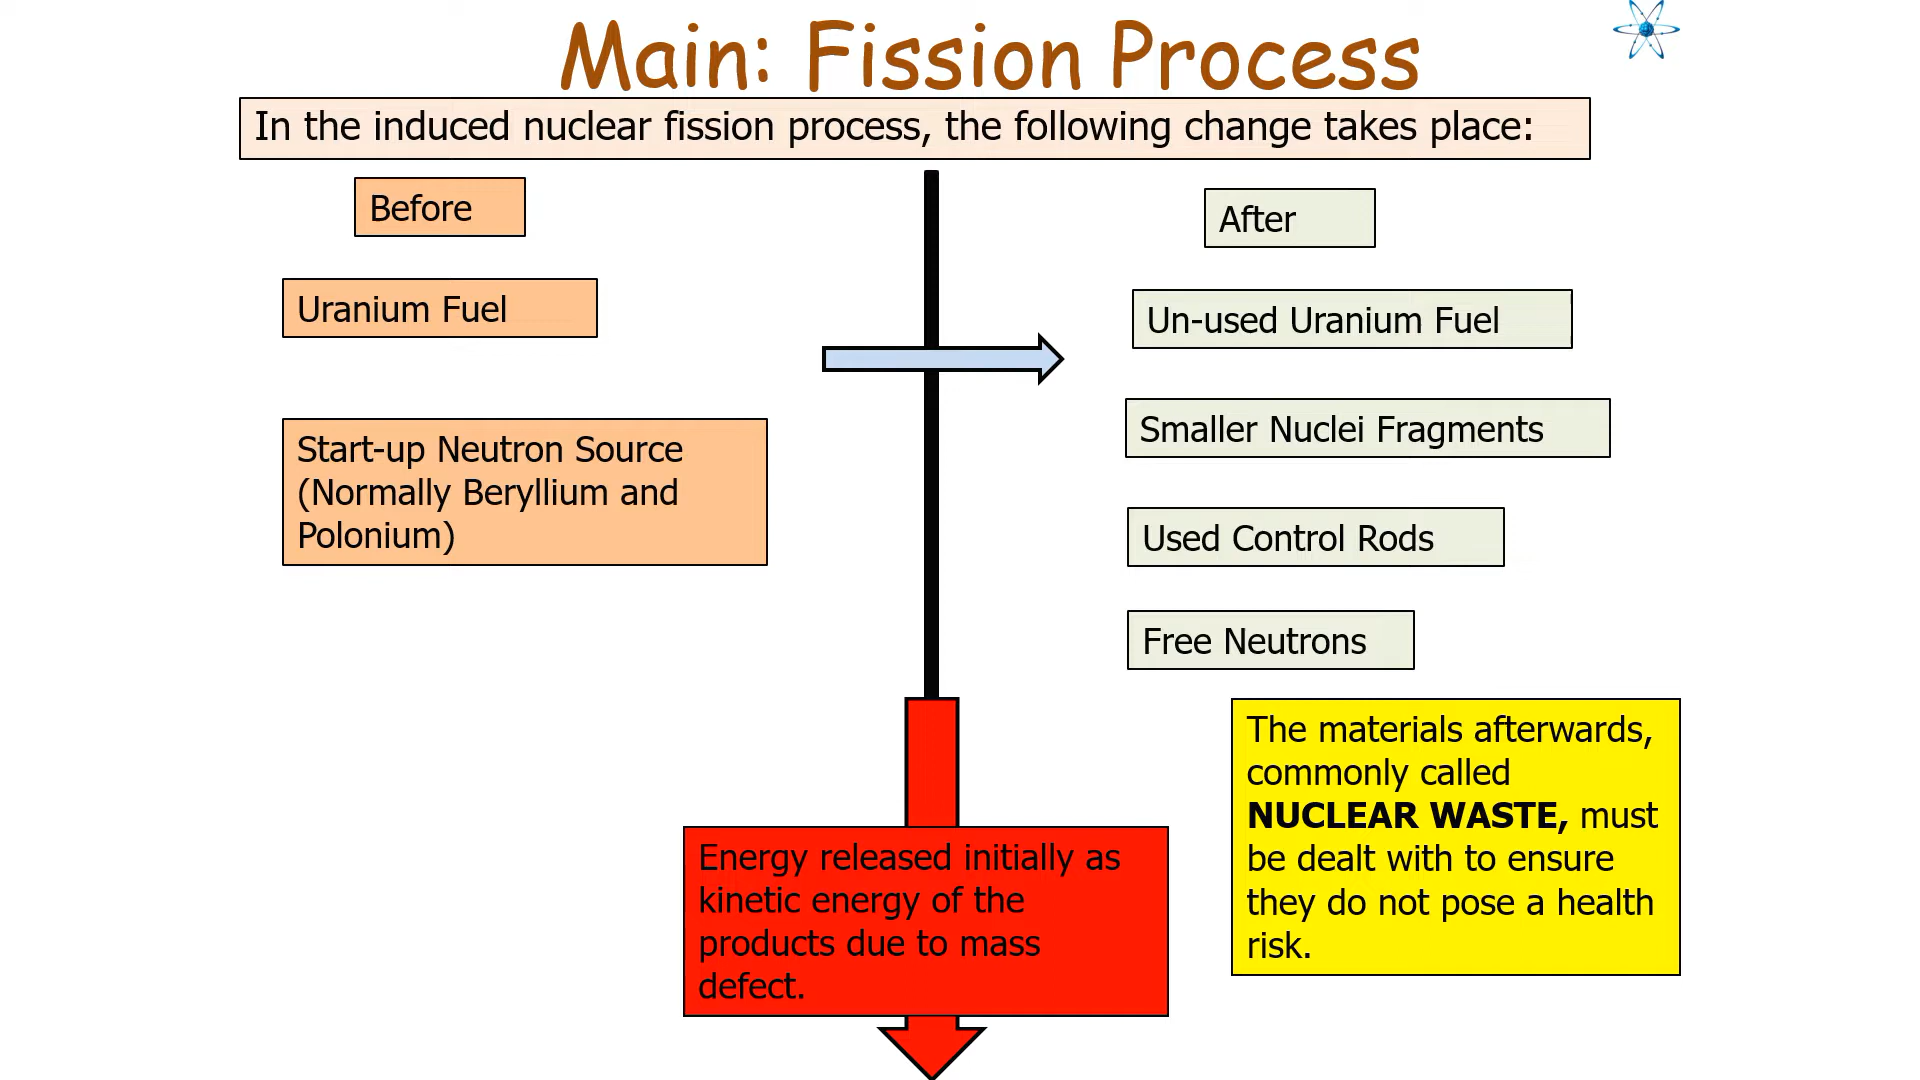 Main: Fission Process
In the induced nuclear fission process, the following change takes place:
Before
Uranium Fuel
Start-up Neutron Source
(Normally Beryllium and
Polonium)
After
Un-used Uranium Fuel
Smaller Nuclei Fragments
Used Control Rods
Free Neutrons
Energy released initially as
kinetic energy of the
products due to mass
defect.
The materials afterwards,
commonly called
NUCLEAR WASTE, must
be dealt with to ensure
they do not pose a health
risk.